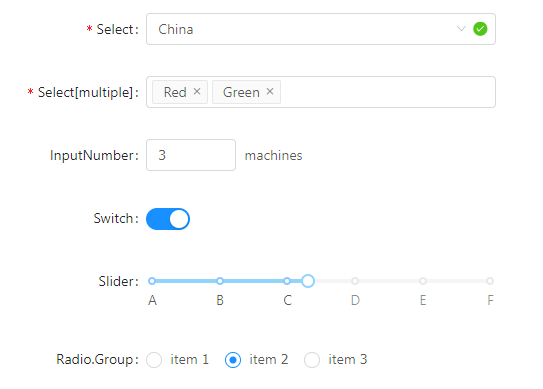 * Select: China
* Select[multiple]: Red × Green ×
InputNumber: 3 machines
Switch:
Slider:
A B C D E F
Radio.Group: item 1 item 2 item 3